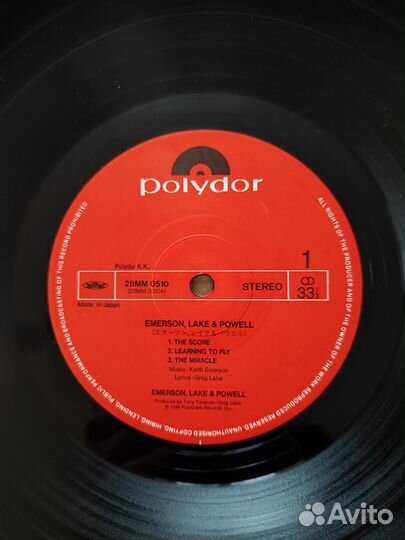 polydor
Polydor K.K.,
28MM 0510
(28MM 0510A)
Made in Japan
1
STEREO
33⅓
EMERSON, LAKE & POWELL
(エマーソン, レイク&パウエル)
1. THE SCORE
2. LEARNING TO FLY
3. THE MIRACLE
Music - Keith Emerson
Lyrics - Greg Lake
EMERSON, LAKE & POWELL
Produced by Tony Taverner / Greg Lake
℗ 1986 PolyGram Records, Inc.
ALL RIGHTS OF THE PRODUCER AND OF THE OWNER OF THE WORK REPRODUCED RESERVED. UNAUTHORISED COPYING, HIRING, LENDING, PUBLIC PERFORMANCE AND BROADCASTING OF THIS RECORD PROHIBITED
Avito